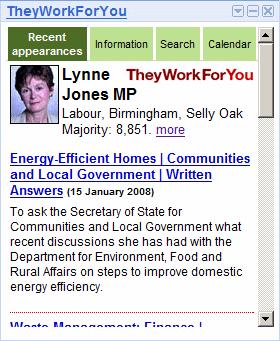 TheyWorkForYou
Recent appearances Information Search Calendar
Lynne TheyWorkForYou
Jones MP
Labour, Birmingham, Selly Oak
Majority: 8,851. more
Energy-Efficient Homes | Communities
and Local Government | Written
Answers (15 January 2008)
To ask the Secretary of State for
Communities and Local Government what
recent discussions she has had with the
Department for Environment, Food and
Rural Affairs on steps to improve domestic
energy efficiency.
Waste Management: Finance |